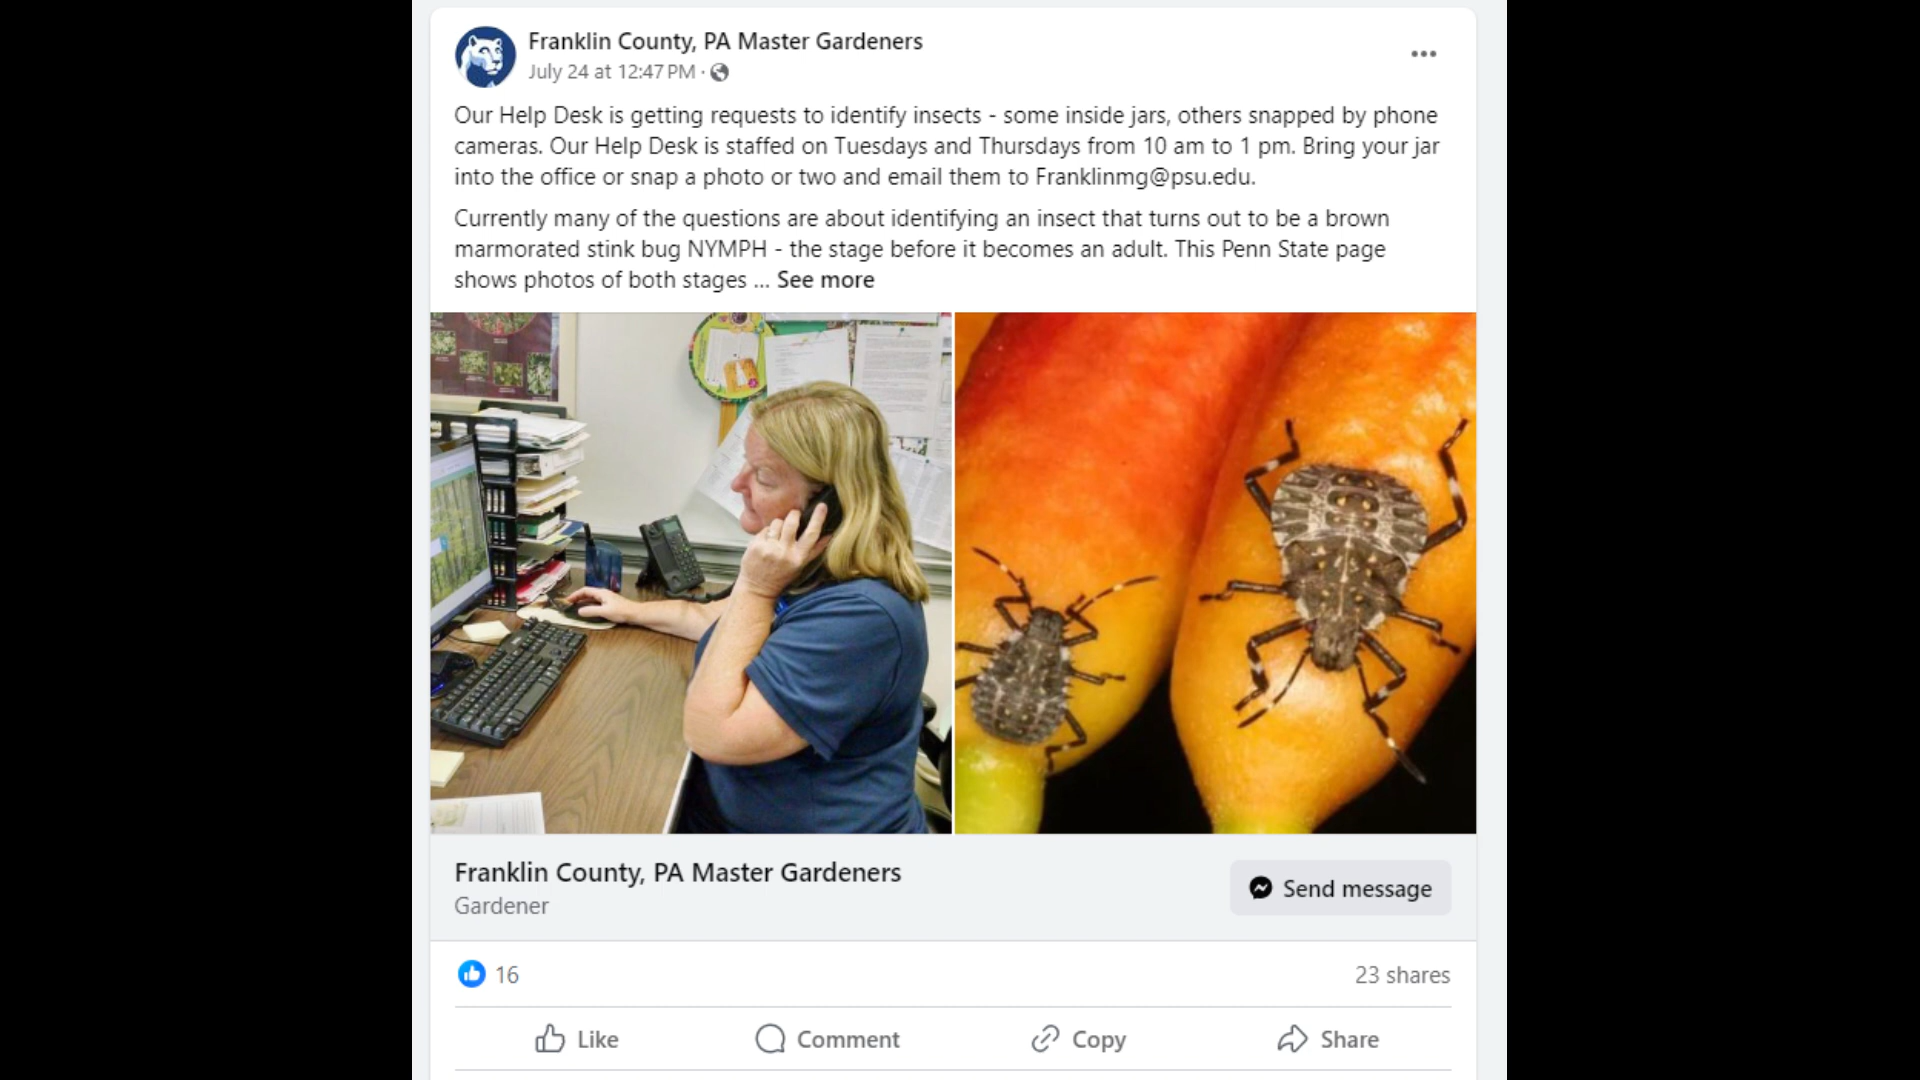 Franklin County, PA Master Gardeners
July 24 at 12:47 PM ·
Our Help Desk is getting requests to identify insects - some inside jars, others snapped by phone
cameras. Our Help Desk is staffed on Tuesdays and Thursdays from 10 am to 1 pm. Bring your jar
into the office or snap a photo or two and email them to Franklinmg@psu.edu.
Currently many of the questions are about identifying an insect that turns out to be a brown
marmorated stink bug NYMPH - the stage before it becomes an adult. This Penn State page
shows photos of both stages ... See more
Franklin County, PA Master Gardeners
Gardener
Send message
16
23 shares
Like
Comment
Copy
Share